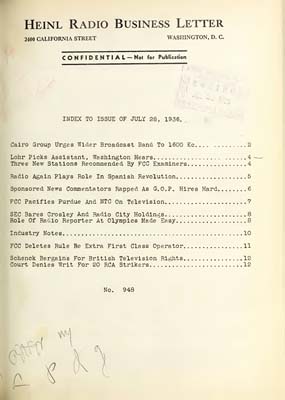 HEINL RADIO BUSINESS LETTER
2400 CALIFORNIA STREET WASHINGTON, D. C.
CONFIDENTIAL—Not for Publication
INDEX TO ISSUE OF JULY 28, 1936.
Cairo Group Urges Wider Broadcast Band To 1600 Kc.............2
Lohr Picks Assistant, Washington Hears.............4
Three New Stations Recommended By FCC Examiners.............4
Radio Again Plays Role In Spanish Revolution.............5
Sponsored News Commentators Rapped As G.O.P. Hires Hard.......6
FCC Pacifies Purdue And NTC On Television.............7
SEC Bares Crosley And Radio City Holdings.............8
Role Of Radio Reporter At Olympics Made Easy.............8
Industry Notes.............10
FCC Deletes Rule Re Extra First Class Operator.............11
Schenck Bargains For British Television Rights.............12
Court Denies Writ For 20 RCA Strikers.............12
No. 948